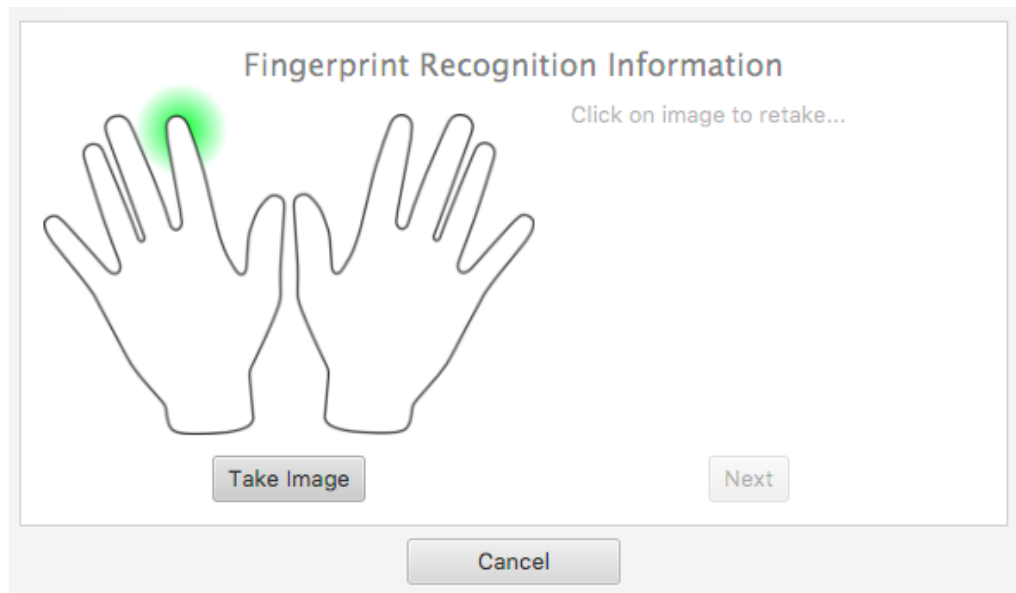 Fingerprint Recognition Information
Click on image to retake...
Take Image
Next
Cancel